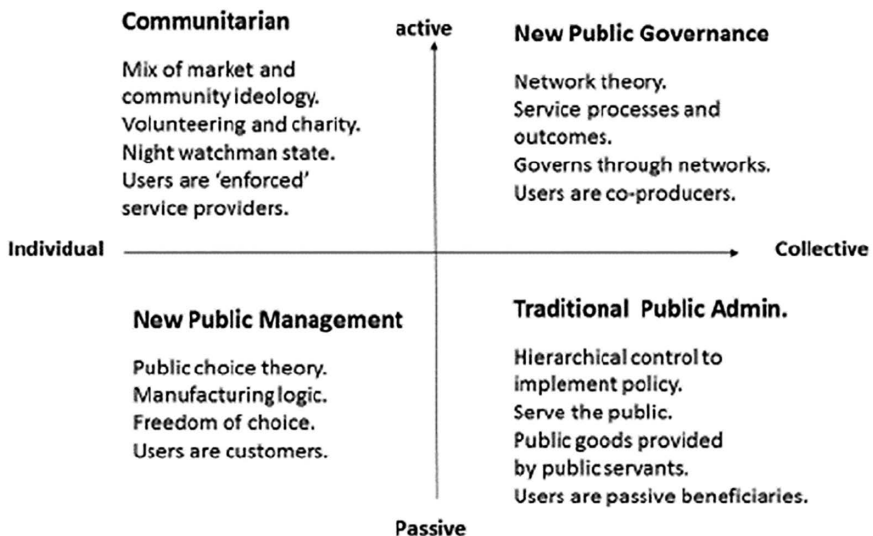 Communitarian
Mix of market and
community ideology.
Volunteering and charity.
Night watchman state.
Users are ‘enforced’
service providers.
active
New Public Governance
Network theory.
Service processes and
outcomes.
Governs through networks.
Users are co-producers.
Individual
Collective
New Public Management
Public choice theory.
Manufacturing logic.
Freedom of choice.
Users are customers.
Traditional Public Admin.
Hierarchical control to
implement policy.
Serve the public.
Public goods provided
by public servants.
Users are passive beneficiaries.
Passive